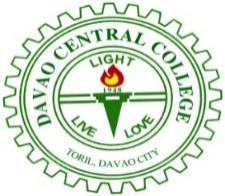 DAVAO CENTRAL COLLEGE
LIGHT
1948
LIVE LOVE
TORIL, DAVAO CITY